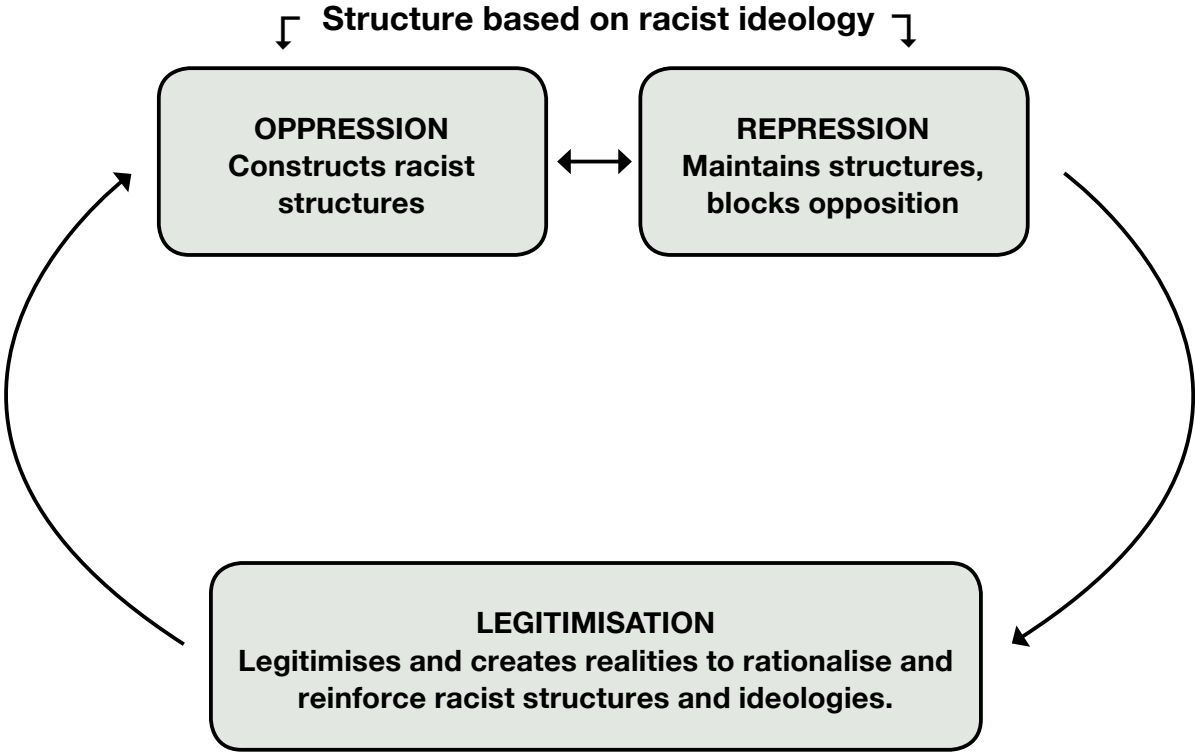 Structure based on racist ideology
OPPRESSION
Constructs racist
structures
REPRESSION
Maintains structures,
blocks opposition
LEGITIMISATION
Legitimises and creates realities to rationalise and
reinforce racist structures and ideologies.